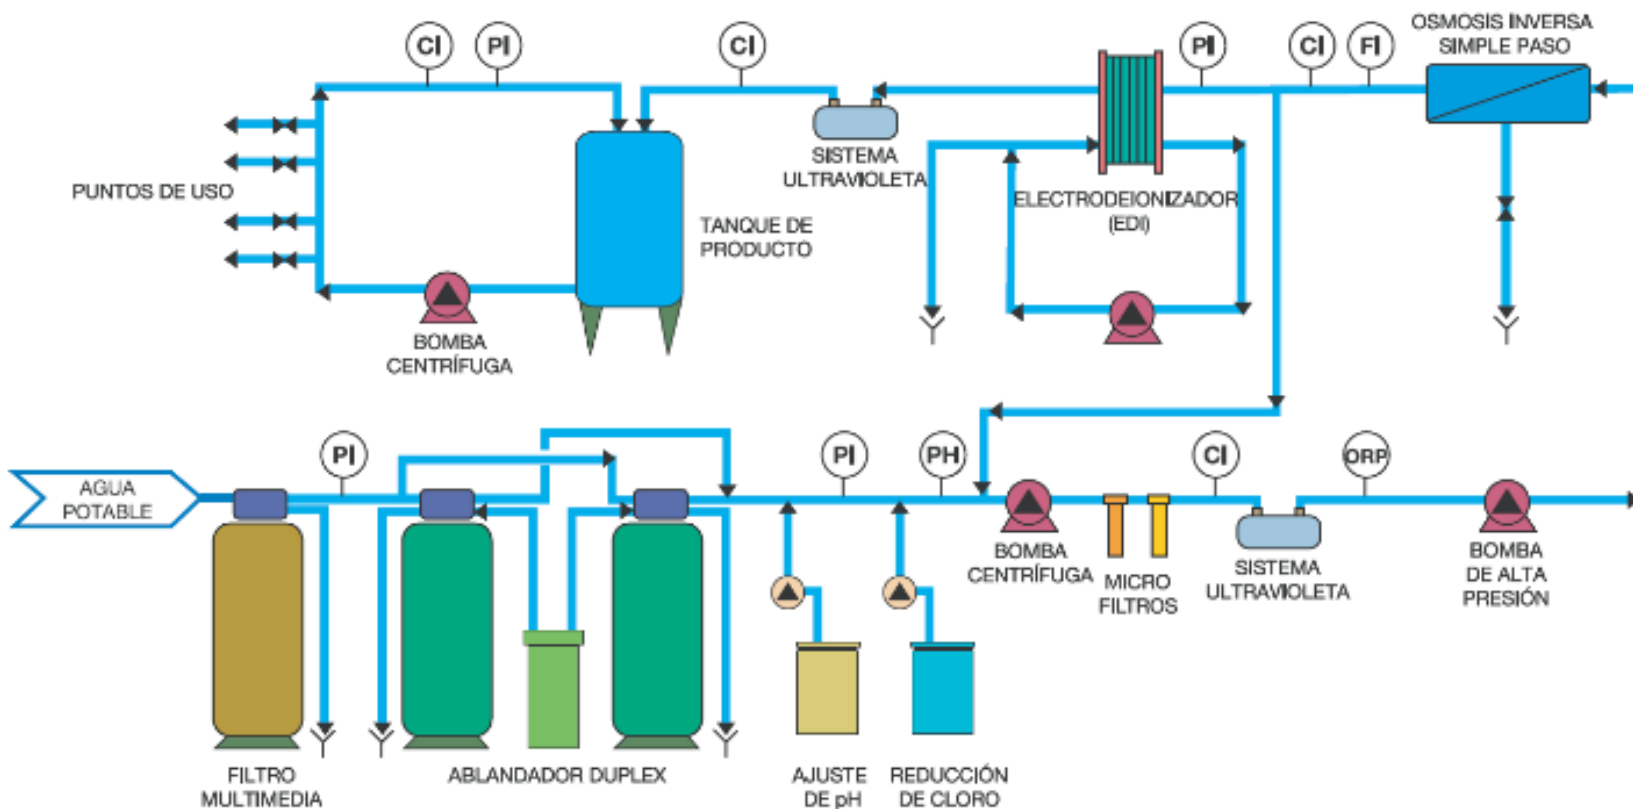 CI
PI
CI
PI
CI
FI
OSMOSIS INVERSA
SIMPLE PASO
PUNTOS DE USO
TANQUE DE
PRODUCTO
SISTEMA
ULTRAVIOLETA
ELECTRODEIONIZADOR
(EDI)
BOMBA
CENTRÍFUGA
AGUA
POTABLE
PI
PI
PH
CI
ORP
BOMBA
CENTRÍFUGA
MICRO
FILTROS
SISTEMA
ULTRAVIOLETA
BOMBA
DE ALTA
PRESIÓN
FILTRO
MULTIMEDIA
ABLANDADOR DUPLEX
AJUSTE
DE pH
REDUCCIÓN
DE CLORO